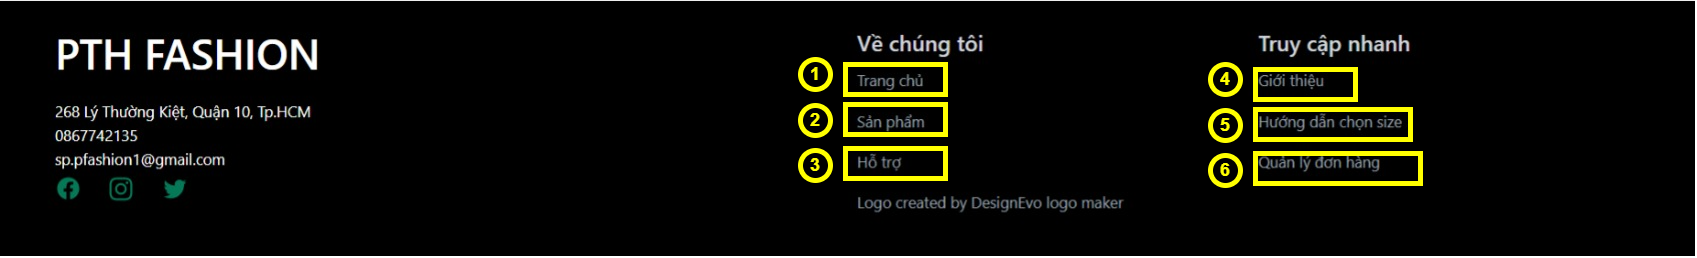 PTH FASHION
268 Lý Thường Kiệt, Quận 10, Tp.HCM
0867742135
sp.pfashion1@gmail.com
Về chúng tôi
1 Trang chủ
2 Sản phẩm
3 Hỗ trợ
Logo created by DesignEvo logo maker
Truy cập nhanh
4 Giới thiệu
5 Hướng dẫn chọn size
6 Quản lý đơn hàng